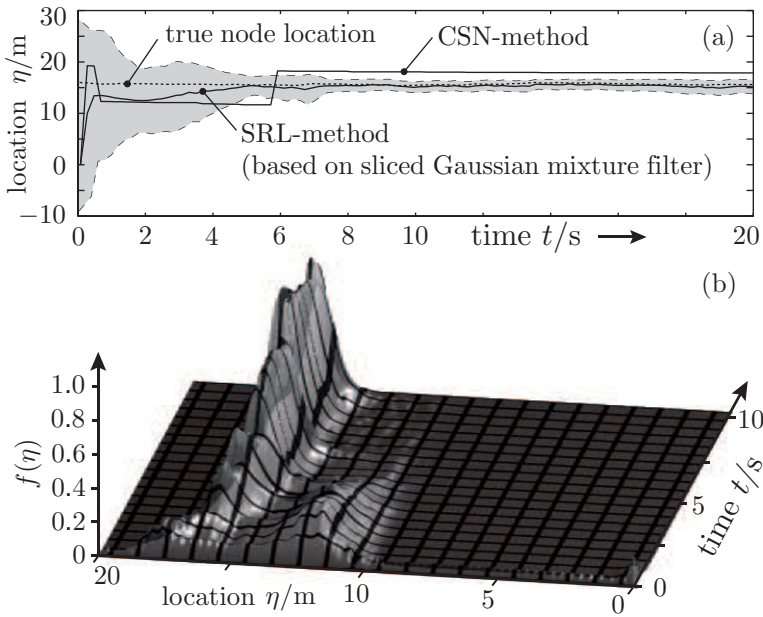 30
20
10
0
−10
location η/m
true node location
CSN-method
(a)
SRL-method
(based on sliced Gaussian mixture filter)
0 2 4 6 8 10 time t/s 20
(b)
1.0
0.8
0.6
0.4
0.2
0
f(η)
20 location η/m 10 5 0
0
5
10
time t/s